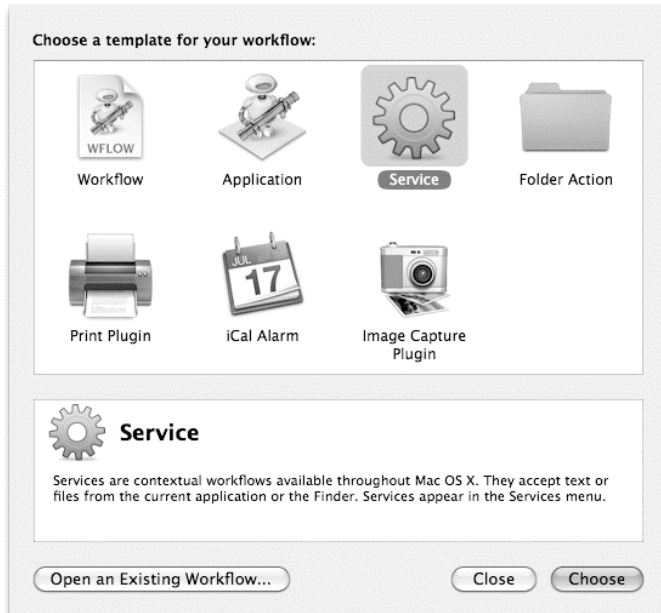 Choose a template for your workflow:
WFLOW
Workflow
Application
Service
Folder Action
JUL
17
Print Plugin
iCal Alarm
Image Capture
Plugin
Service
Services are contextual workflows available throughout Mac OS X. They accept text or
files from the current application or the Finder. Services appear in the Services menu.
Open an Existing Workflow...
Close
Choose